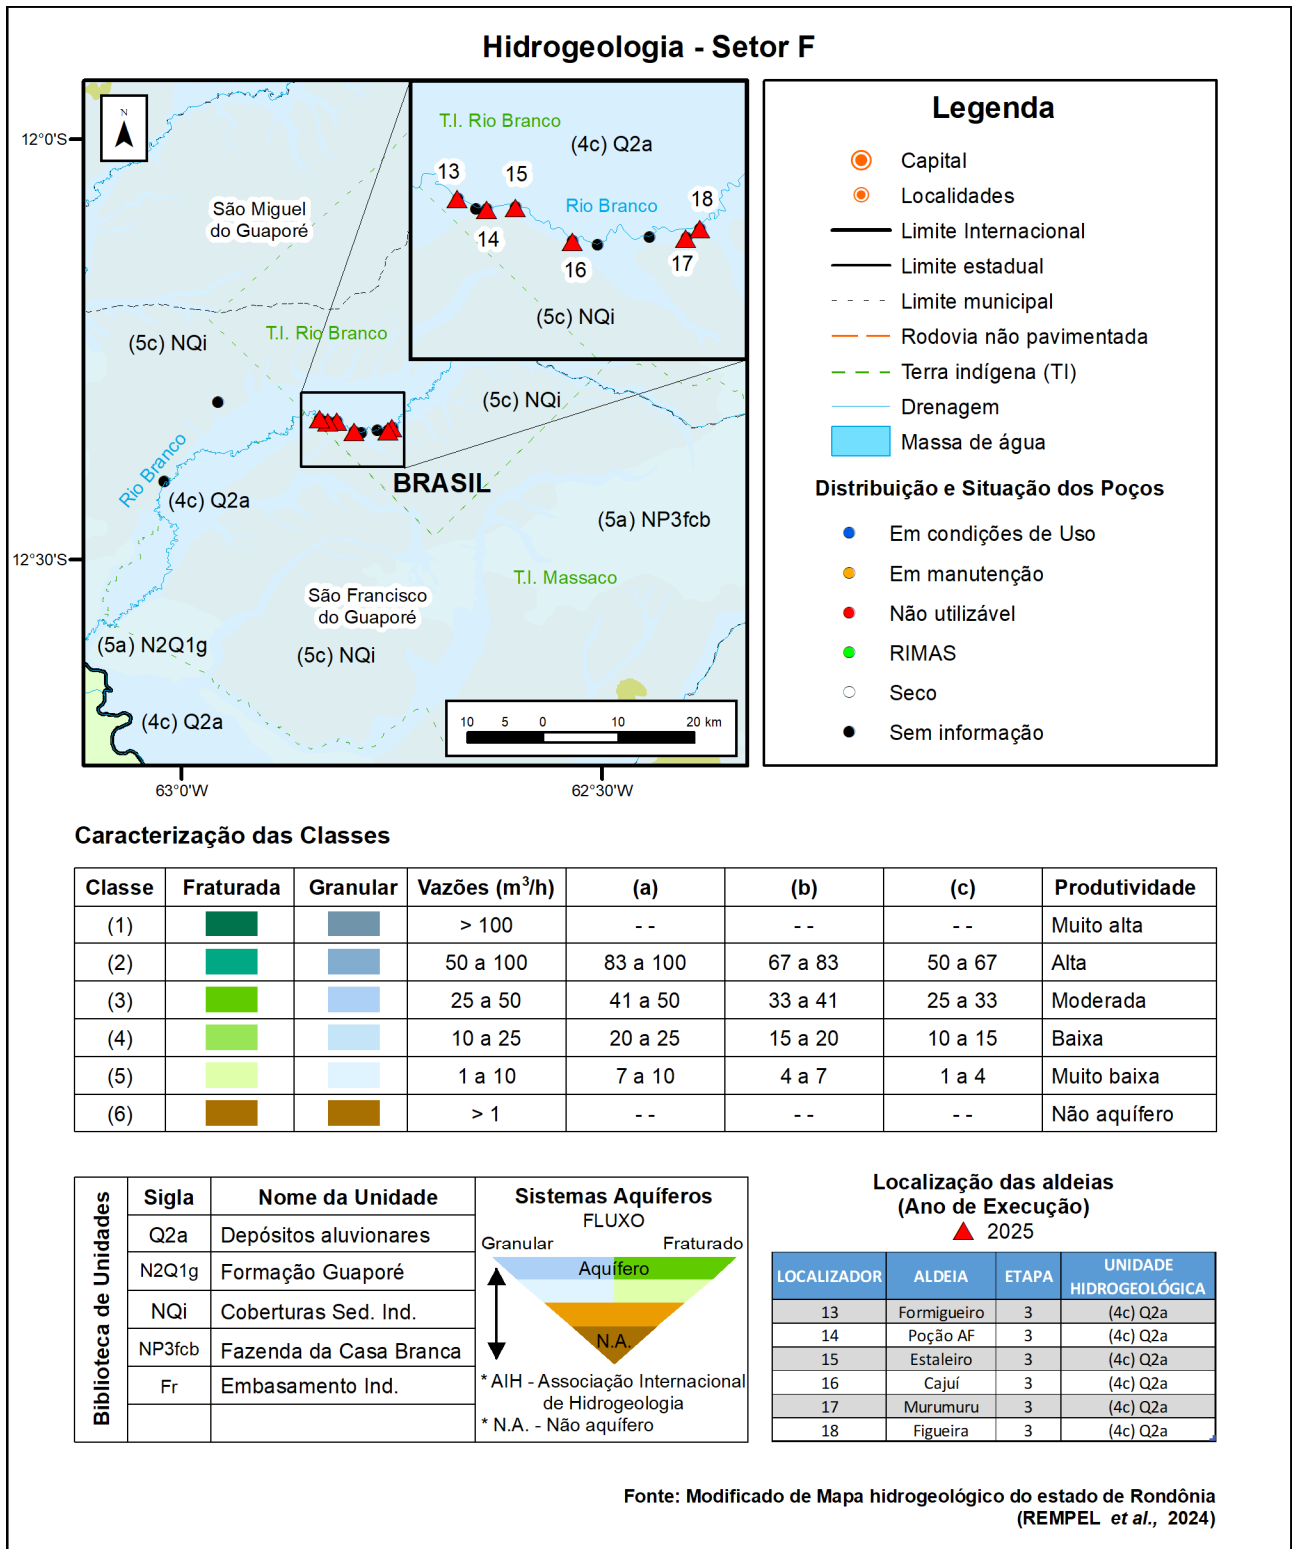 Hidrogeologia - Setor F
12°0'S
12°30'S
63°0'W
62°30'W
N
São Miguel
do Guaporé
(5c) NQi
T.I. Rio Branco
Rio Branco
(4c) Q2a
(5a) N2Q1g
(4c) Q2a
São Francisco
do Guaporé
(5c) NQi
BRASIL
(5c) NQi
(5a) NP3fcb
T.I. Massaco
10 5 0 10 20 km
T.I. Rio Branco
(4c) Q2a
13
15
Rio Branco
18
14
16
17
(5c) NQi
Legenda
Capital
Localidades
Limite Internacional
Limite estadual
Limite municipal
Rodovia não pavimentada
Terra indígena (TI)
Drenagem
Massa de água
Distribuição e Situação dos Poços
Em condições de Uso
Em manutenção
Não utilizável
RIMAS
Seco
Sem informação
Caracterização das Classes
Classe Fraturada Granular Vazões (m³/h) (a) (b) (c) Produtividade
(1) > 100 - - - - - - Muito alta
(2) 50 a 100 83 a 100 67 a 83 50 a 67 Alta
(3) 25 a 50 41 a 50 33 a 41 25 a 33 Moderada
(4) 10 a 25 20 a 25 15 a 20 10 a 15 Baixa
(5) 1 a 10 7 a 10 4 a 7 1 a 4 Muito baixa
(6) > 1 - - - - - - Não aquífero
Biblioteca de Unidades
Sigla Nome da Unidade
Q2a Depósitos aluvionares
N2Q1g Formação Guaporé
NQi Coberturas Sed. Ind.
NP3fcb Fazenda da Casa Branca
Fr Embasamento Ind.
Sistemas Aquíferos
FLUXO
Granular Fraturado
Aquífero
N.A.
* AIH - Associação Internacional
de Hidrogeologia
* N.A. - Não aquífero
Localização das aldeias
(Ano de Execução)
2025
LOCALIZADOR ALDEIA ETAPA UNIDADE
HIDROGEOLÓGICA
13 Formigueiro 3 (4c) Q2a
14 Poção AF 3 (4c) Q2a
15 Estaleiro 3 (4c) Q2a
16 Cajuí 3 (4c) Q2a
17 Murumuru 3 (4c) Q2a
18 Figueira 3 (4c) Q2a
Fonte: Modificado de Mapa hidrogeológico do estado de Rondônia
(REMPEL et al., 2024)